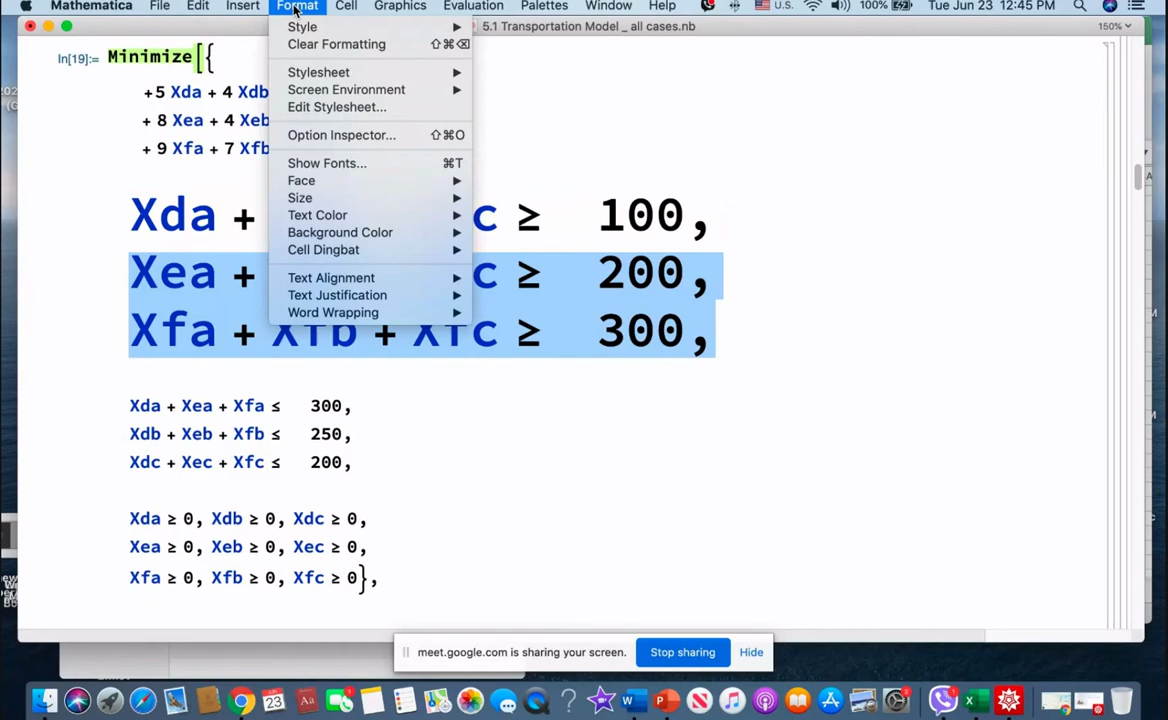 Mathematica File Edit Insert Format Cell Graphics Evaluation Palettes Window Help U.S. 100% Tue Jun 23 12:45 PM
5.1 Transportation Model _ all cases.nb 150%
In[19]:= Minimize[{
+5 Xda + 4 Xdb
+ 8 Xea + 4 Xeb
+ 9 Xfa + 7 Xfb
Style
Clear Formatting ⇧⌘⌫
Stylesheet
Screen Environment
Edit Stylesheet...
Option Inspector... ⇧⌘O
Show Fonts... ⌘T
Face
Size
Text Color
Background Color
Cell Dingbat
Text Alignment
Text Justification
Word Wrapping
Xda + c ≥ 100,
Xea + c ≥ 200,
Xfa + Xfb + Xfc ≥ 300,
Xda + Xea + Xfa ≤ 300,
Xdb + Xeb + Xfb ≤ 250,
Xdc + Xec + Xfc ≤ 200,
Xda ≥ 0, Xdb ≥ 0, Xdc ≥ 0,
Xea ≥ 0, Xeb ≥ 0, Xec ≥ 0,
Xfa ≥ 0, Xfb ≥ 0, Xfc ≥ 0},
meet.google.com is sharing your screen. Stop sharing Hide